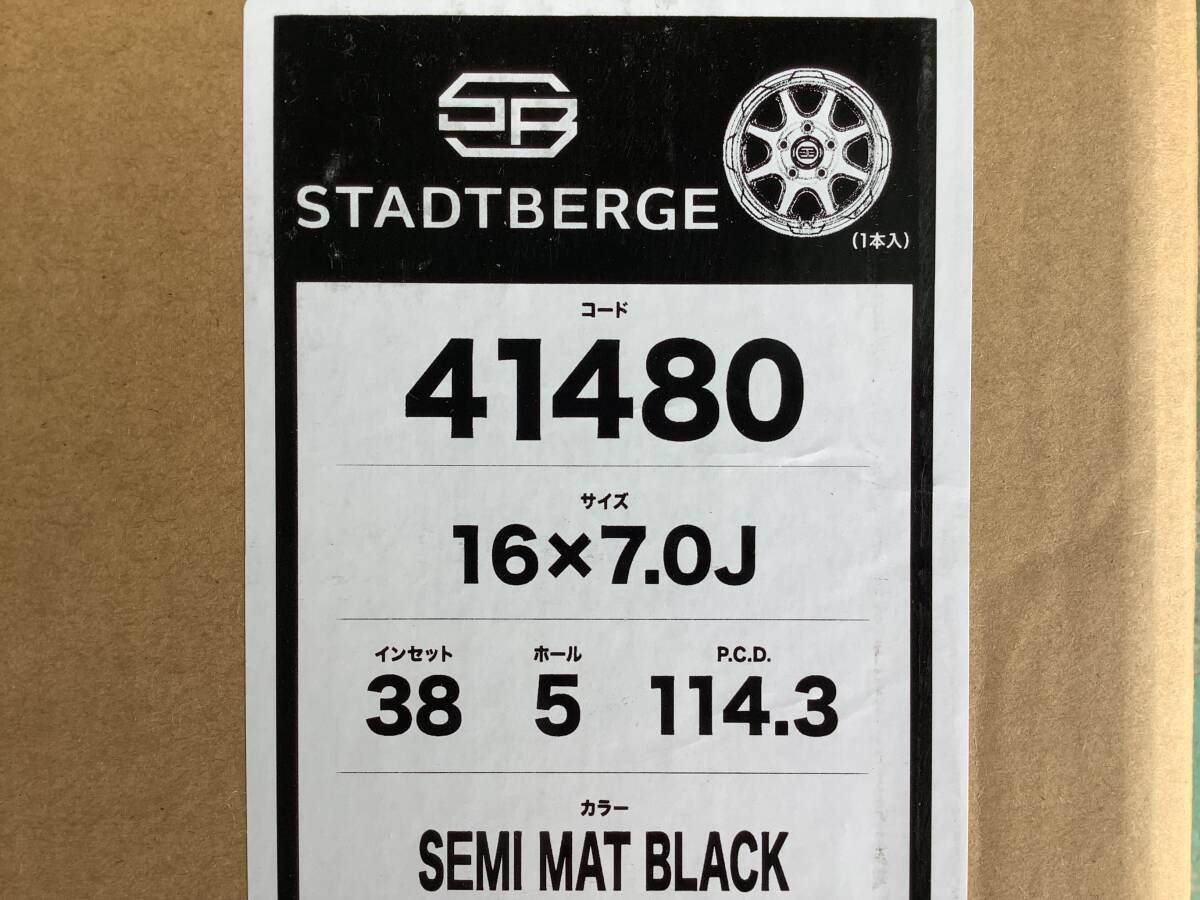 SB
STADTBERGE
(1本入)
コード
41480
サイズ
16×7.0J
インセット ホール P.C.D.
38 5 114.3
カラー
SEMI MAT BLACK